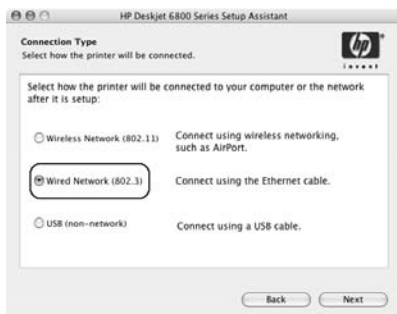 HP Deskjet 6800 Series Setup Assistant
Connection Type
Select how the printer will be connected.
hp
invent
Select how the printer will be connected to your computer or the network
after it is setup:
Wireless Network (802.11)
Connect using wireless networking,
such as AirPort.
Wired Network (802.3)
Connect using the Ethernet cable.
USB (non-network)
Connect using a USB cable.
Back
Next